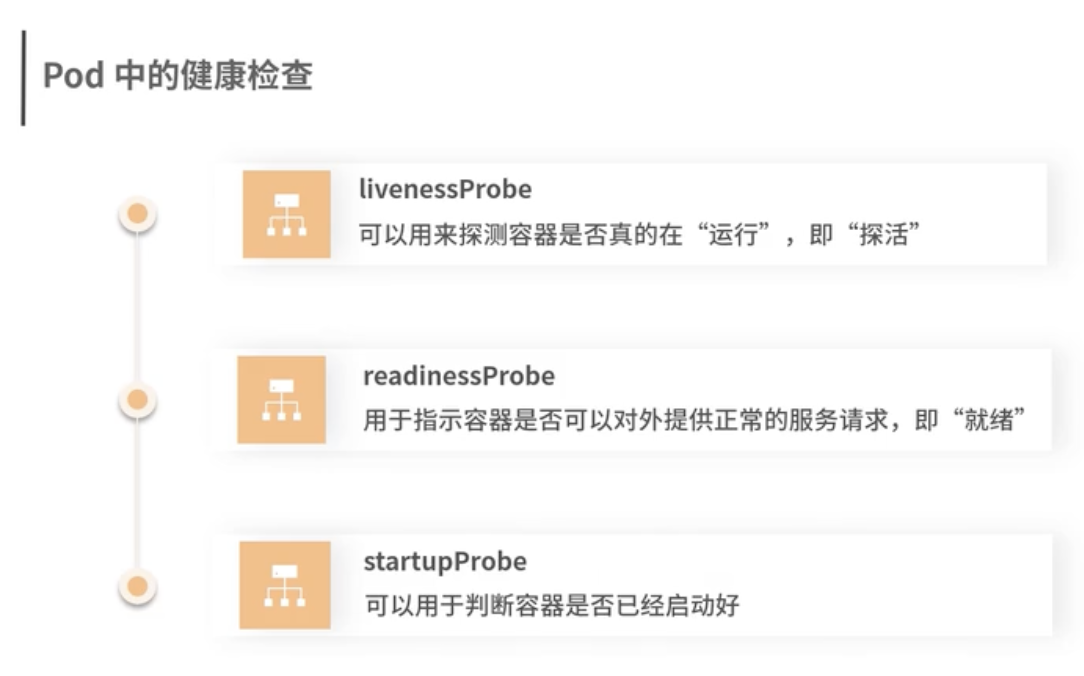 Pod 中的健康检查
livenessProbe
可以用来探测容器是否真的在“运行”，即“探活”
readinessProbe
用于指示容器是否可以对外提供正常的服务请求，即“就绪”
startupProbe
可以用于判断容器是否已经启动好